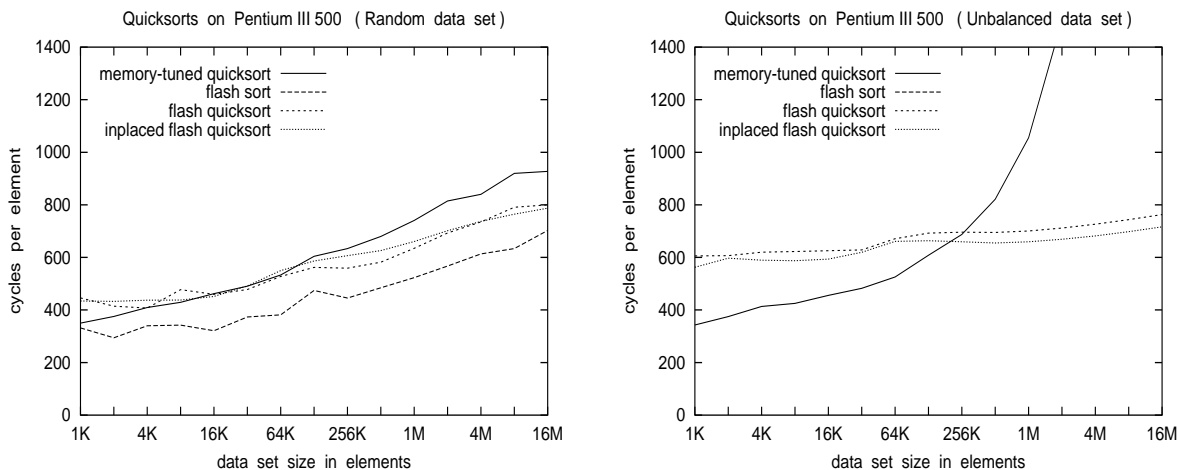 Quicksorts on Pentium III 500 ( Random data set )
1400
1200
1000
800
600
400
200
0
cycles per element
memory-tuned quicksort
flash sort
flash quicksort
inplaced flash quicksort
1K 4K 16K 64K 256K 1M 4M 16M
data set size in elements
Quicksorts on Pentium III 500 ( Unbalanced data set )
1400
1200
1000
800
600
400
200
0
cycles per element
memory-tuned quicksort
flash sort
flash quicksort
inplaced flash quicksort
1K 4K 16K 64K 256K 1M 4M 16M
data set size in elements